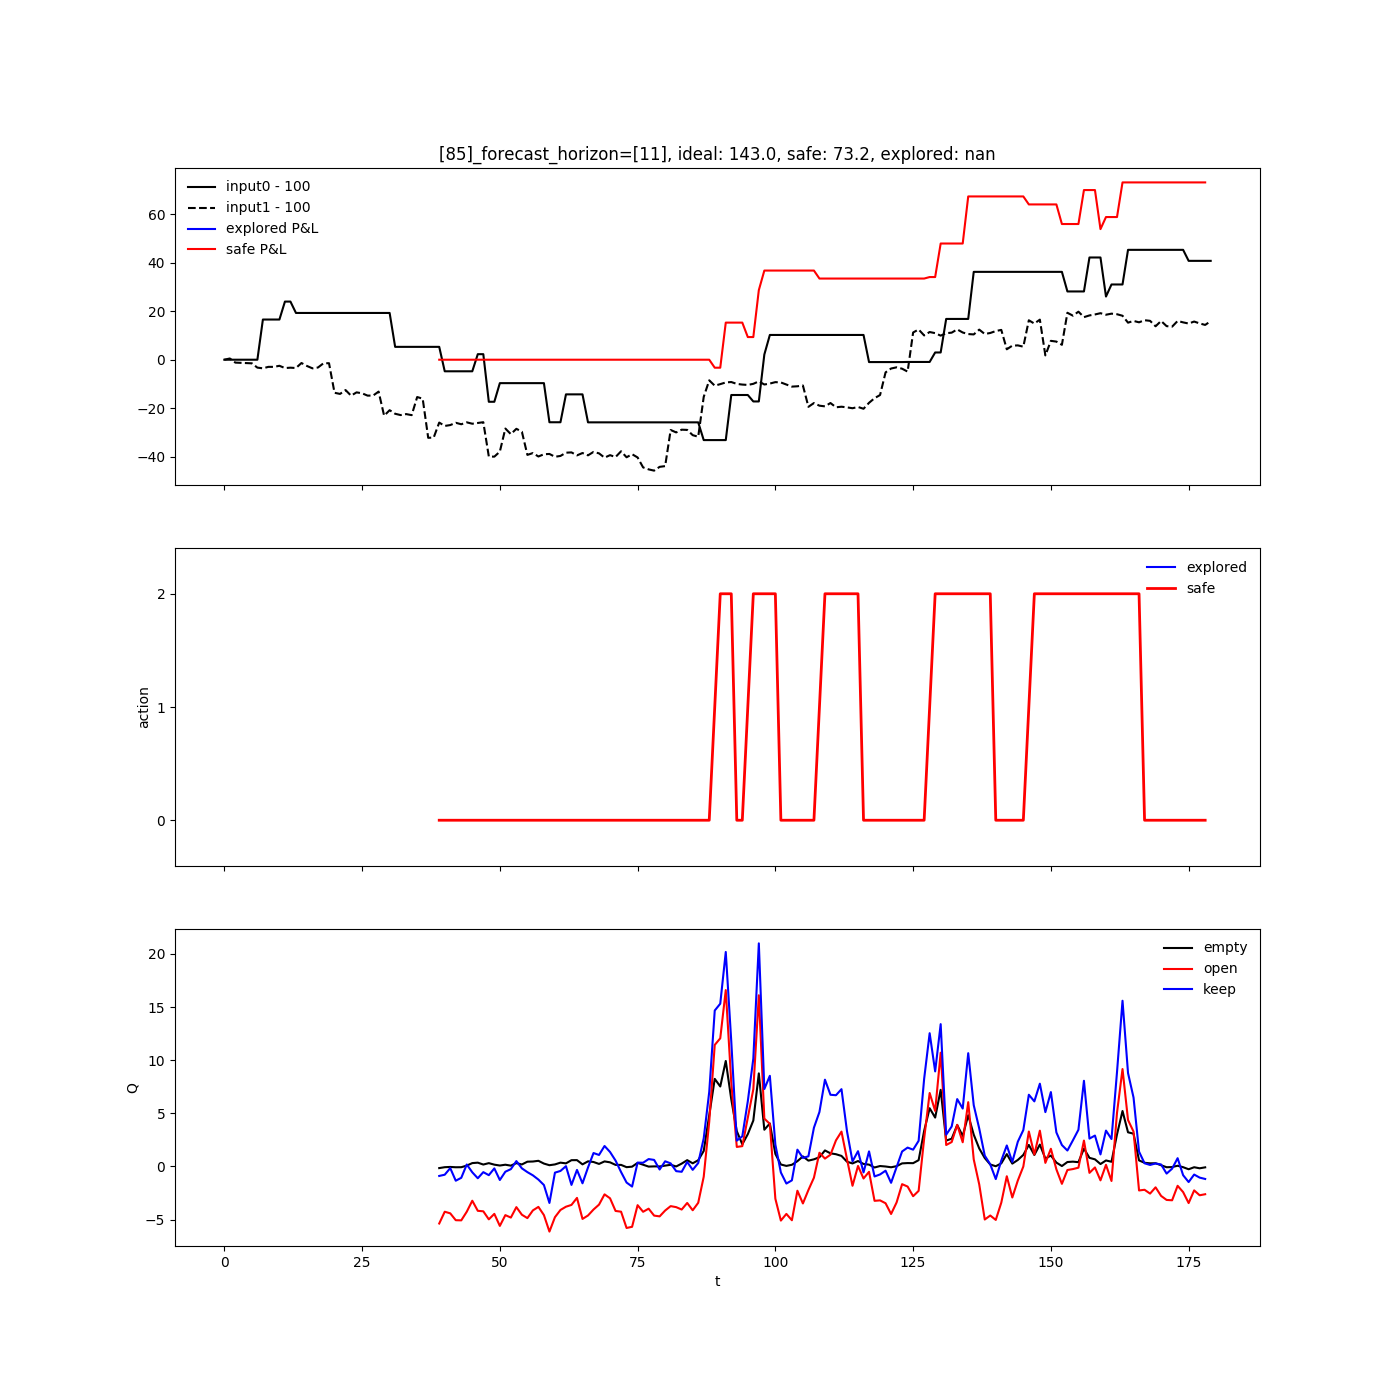 [85]_forecast_horizon=[11], ideal: 143.0, safe: 73.2, explored: nan
input0 - 100
input1 - 100
explored P&L
safe P&L
60
40
20
0
−20
−40
explored
safe
2
1
0
action
empty
open
keep
20
15
10
5
0
−5
Q
0 25 50 75 100 125 150 175
t